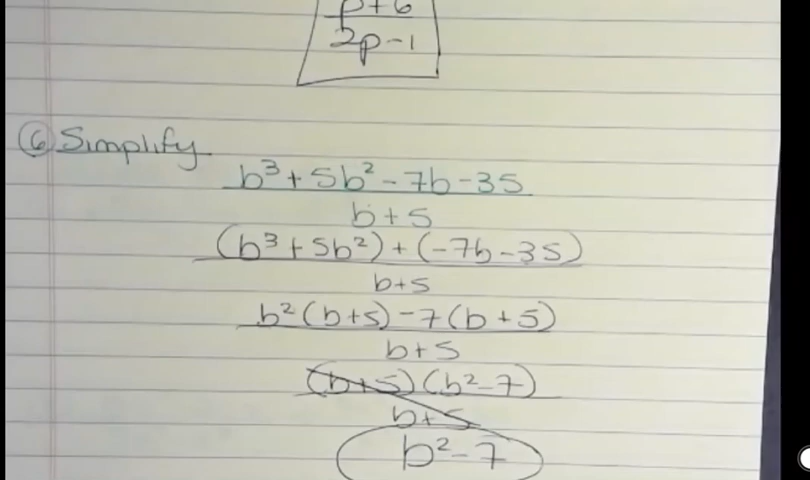 p+6
2p-1
6 Simplify
b³+5b²-7b-35
b+5
(b³+5b²)+(-7b-35)
b+5
b²(b+5)-7(b+5)
b+5
(b+5)(b²-7)
b+5
b²-7